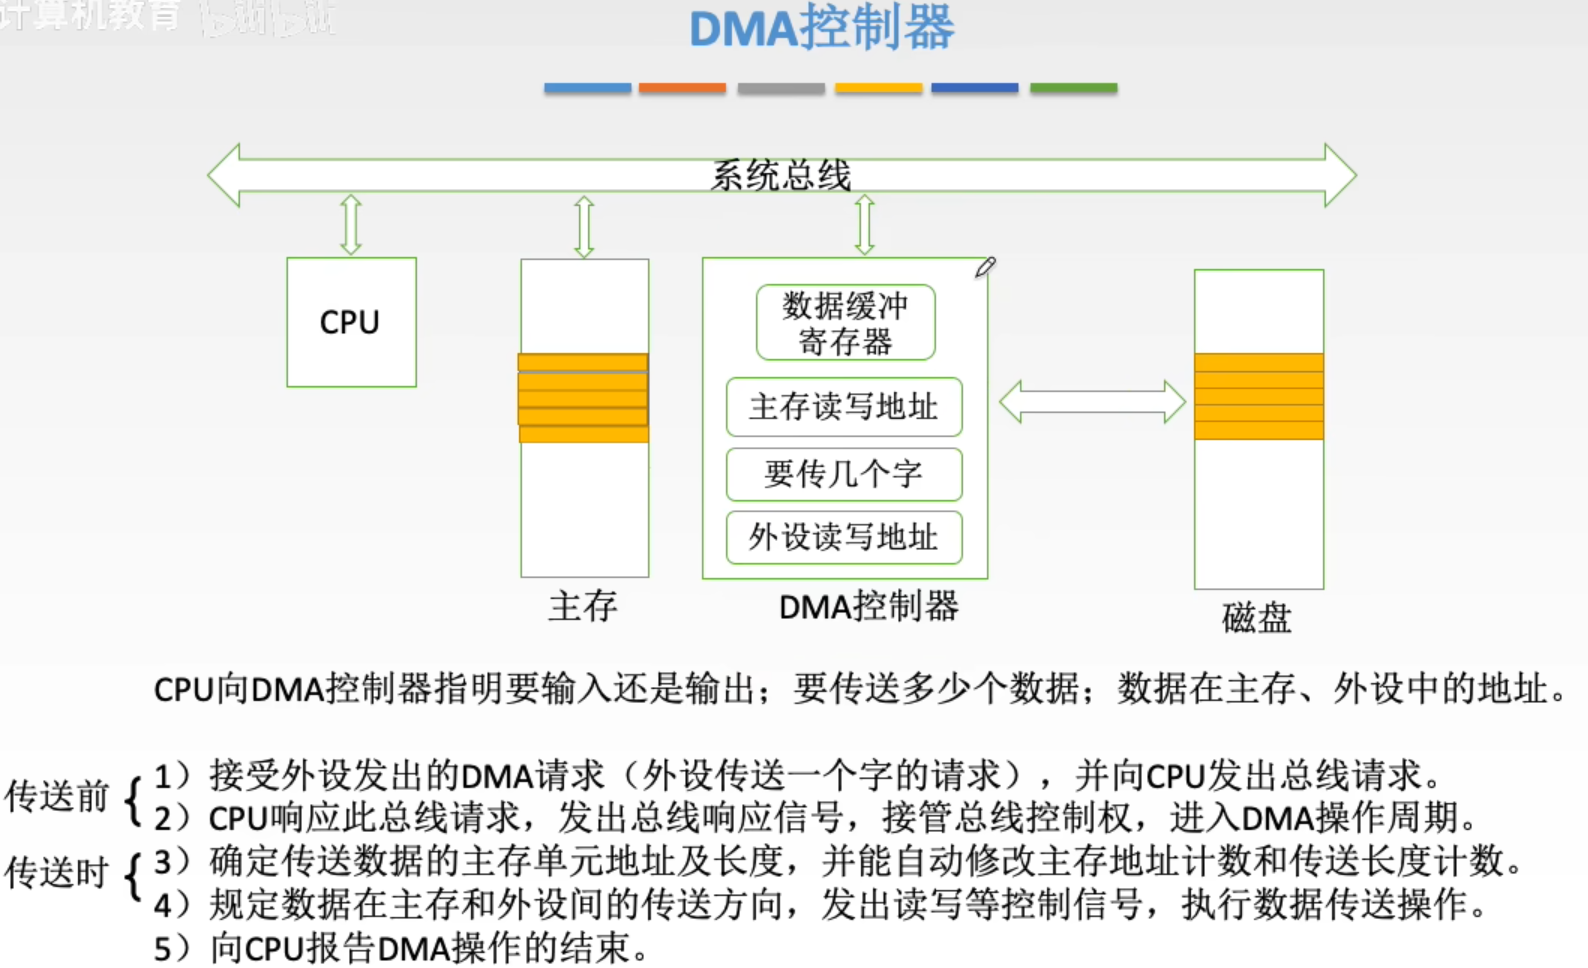 计算机教育 bilibili
DMA控制器
系统总线
CPU
数据缓冲
寄存器
主存读写地址
要传几个字
外设读写地址
主存
DMA控制器
磁盘
CPU向DMA控制器指明要输入还是输出；要传送多少个数据；数据在主存、外设中的地址。
传送前
1）接受外设发出的DMA请求（外设传送一个字的请求），并向CPU发出总线请求。
2）CPU响应此总线请求，发出总线响应信号，接管总线控制权，进入DMA操作周期。
传送时
3）确定传送数据的主存单元地址及长度，并能自动修改主存地址计数和传送长度计数。
4）规定数据在主存和外设间的传送方向，发出读写等控制信号，执行数据传送操作。
5）向CPU报告DMA操作的结束。